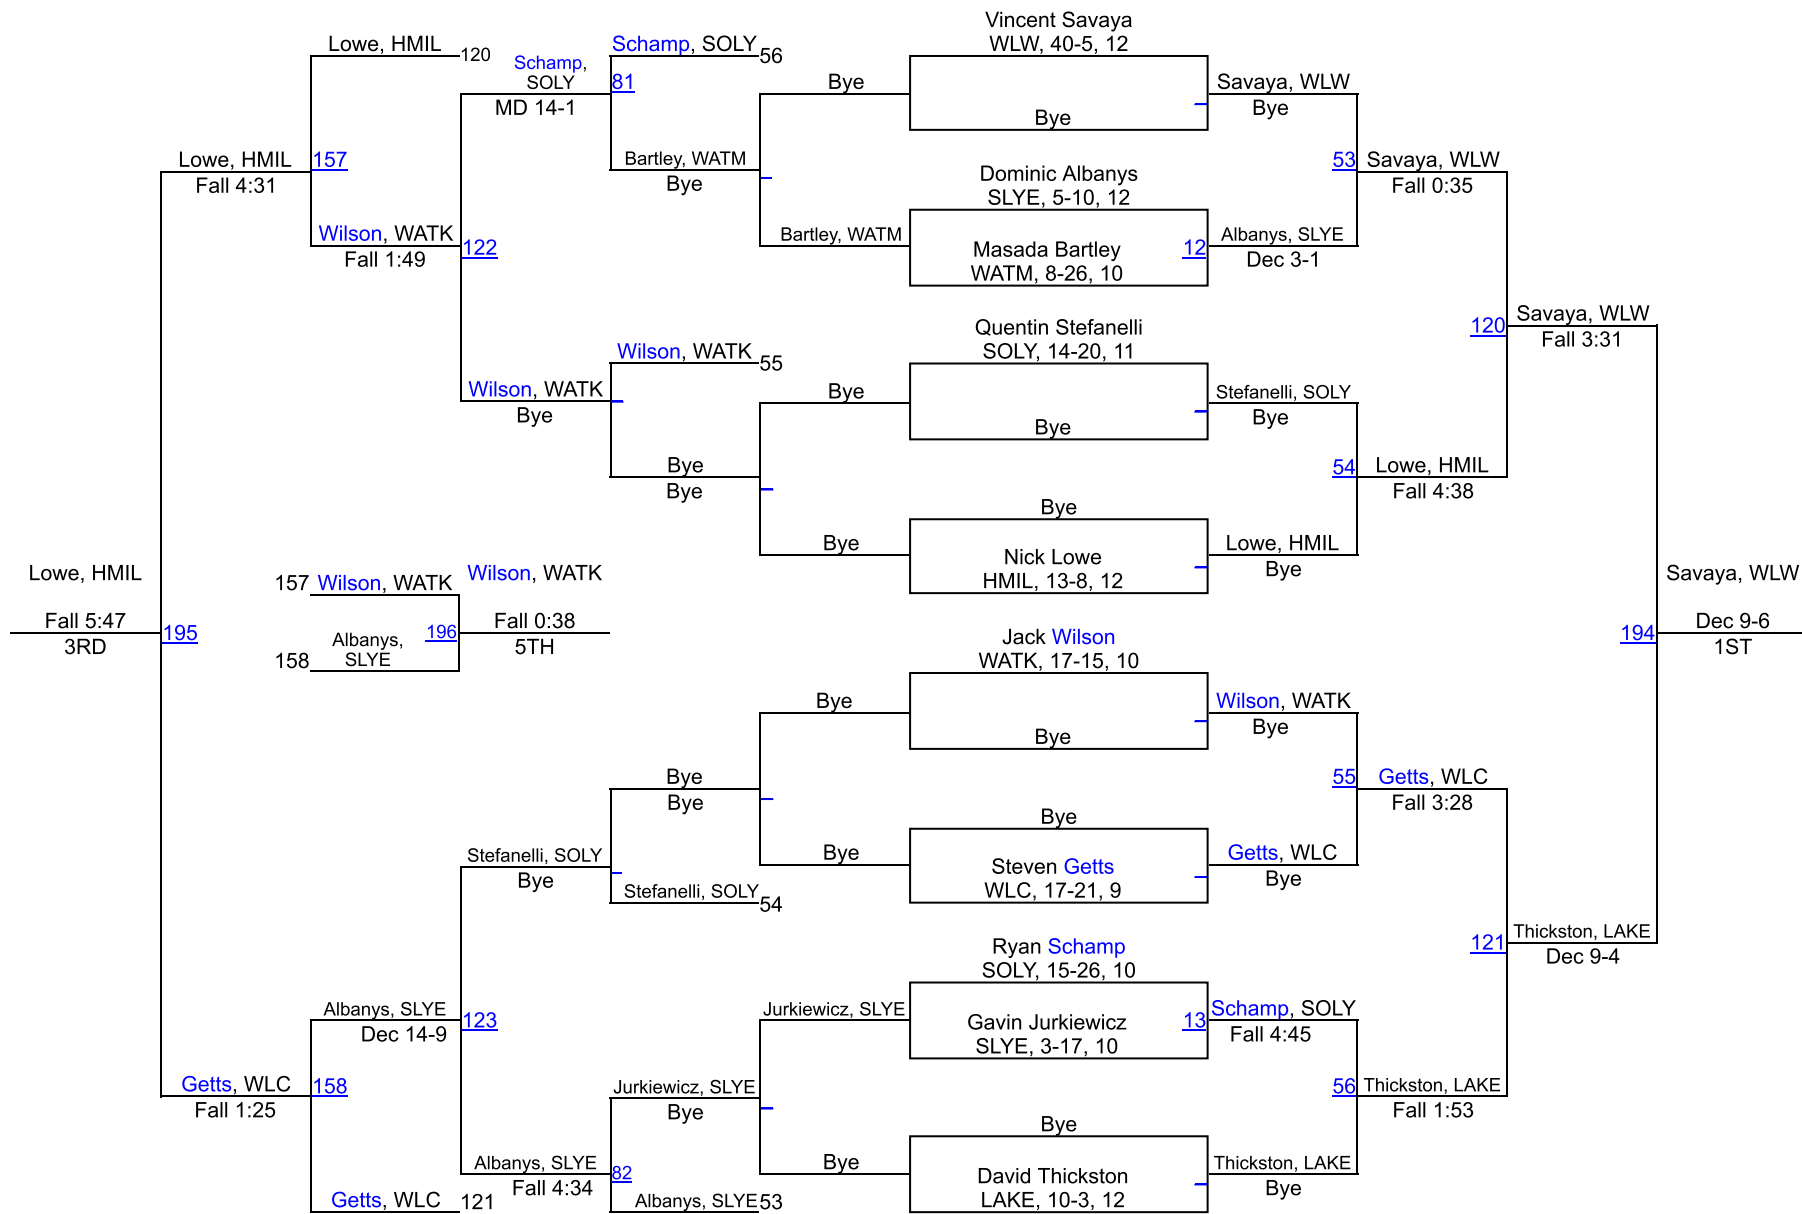 Vincent Savaya
WLW, 40-5, 12
Lowe, HMIL
120
Schamp,
SOLY
MD 14-1
Schamp, SOLY
56
81
Bye
Bye
Savaya, WLW
Bye
Bartley, WATM
Bye
Lowe, HMIL
Fall 4:31
157
53
Savaya, WLW
Fall 0:35
Dominic Albanys
SLYE, 5-10, 12
Wilson, WATK
Fall 1:49
122
Bartley, WATM
Masada Bartley
WATM, 8-26, 10
12
Albanys, SLYE
Dec 3-1
Quentin Stefanelli
SOLY, 14-20, 11
120
Savaya, WLW
Fall 3:31
Wilson, WATK
55
Wilson, WATK
Bye
Bye
Bye
Stefanelli, SOLY
Bye
Bye
Bye
54
Lowe, HMIL
Fall 4:38
Bye
Bye
Nick Lowe
HMIL, 13-8, 12
Lowe, HMIL
Bye
Lowe, HMIL
Fall 5:47
3RD
195
157
Wilson, WATK
Albanys,
SLYE
158
196
Wilson, WATK
Fall 0:38
5TH
Savaya, WLW
Dec 9-6
1ST
194
Jack Wilson
WATK, 17-15, 10
Bye
Bye
Wilson, WATK
Bye
Bye
Bye
55
Getts, WLC
Fall 3:28
Bye
Bye
Steven Getts
WLC, 17-21, 9
Getts, WLC
Bye
Stefanelli, SOLY
Bye
Stefanelli, SOLY
54
121
Thickston, LAKE
Dec 9-4
Ryan Schamp
SOLY, 15-26, 10
Albanys, SLYE
Dec 14-9
123
Jurkiewicz, SLYE
Gavin Jurkiewicz
SLYE, 3-17, 10
13
Schamp, SOLY
Fall 4:45
Getts, WLC
Fall 1:25
158
Jurkiewicz, SLYE
Bye
56
Thickston, LAKE
Fall 1:53
Bye
Albanys, SLYE
Fall 4:34
82
Bye
David Thickston
LAKE, 10-3, 12
Thickston, LAKE
Bye
Getts, WLC
121
Albanys, SLYE
53